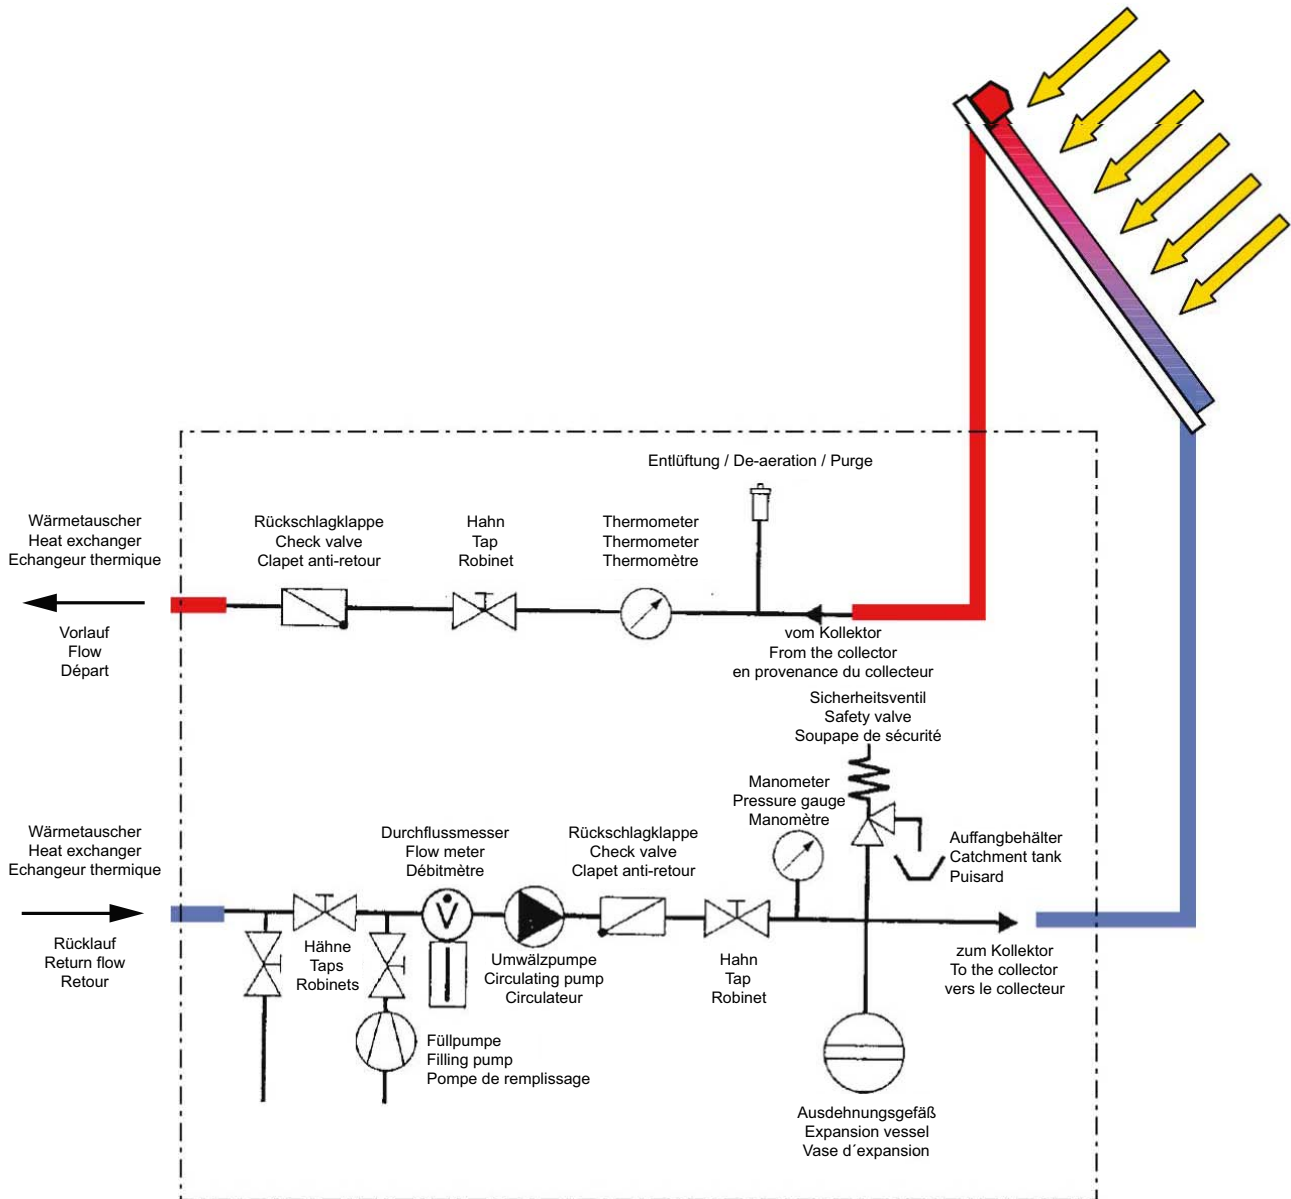 Entlüftung / De-aeration / Purge
Wärmetauscher
Heat exchanger
Echangeur thermique
Rückschlagklappe
Check valve
Clapet anti-retour
Hahn
Tap
Robinet
Thermometer
Thermometer
Thermomètre
Vorlauf
Flow
Départ
vom Kollektor
From the collector
en provenance du collecteur
Sicherheitsventil
Safety valve
Soupape de sécurité
Manometer
Pressure gauge
Manomètre
Wärmetauscher
Heat exchanger
Echangeur thermique
Durchflussmesser
Flow meter
Débitmètre
Rückschlagklappe
Check valve
Clapet anti-retour
Auffangbehälter
Catchment tank
Puisard
V̇
Rücklauf
Return flow
Retour
Hähne
Taps
Robinets
Umwälzpumpe
Circulating pump
Circulateur
Hahn
Tap
Robinet
zum Kollektor
To the collector
vers le collecteur
Füllpumpe
Filling pump
Pompe de remplissage
Ausdehnungsgefäß
Expansion vessel
Vase d´expansion